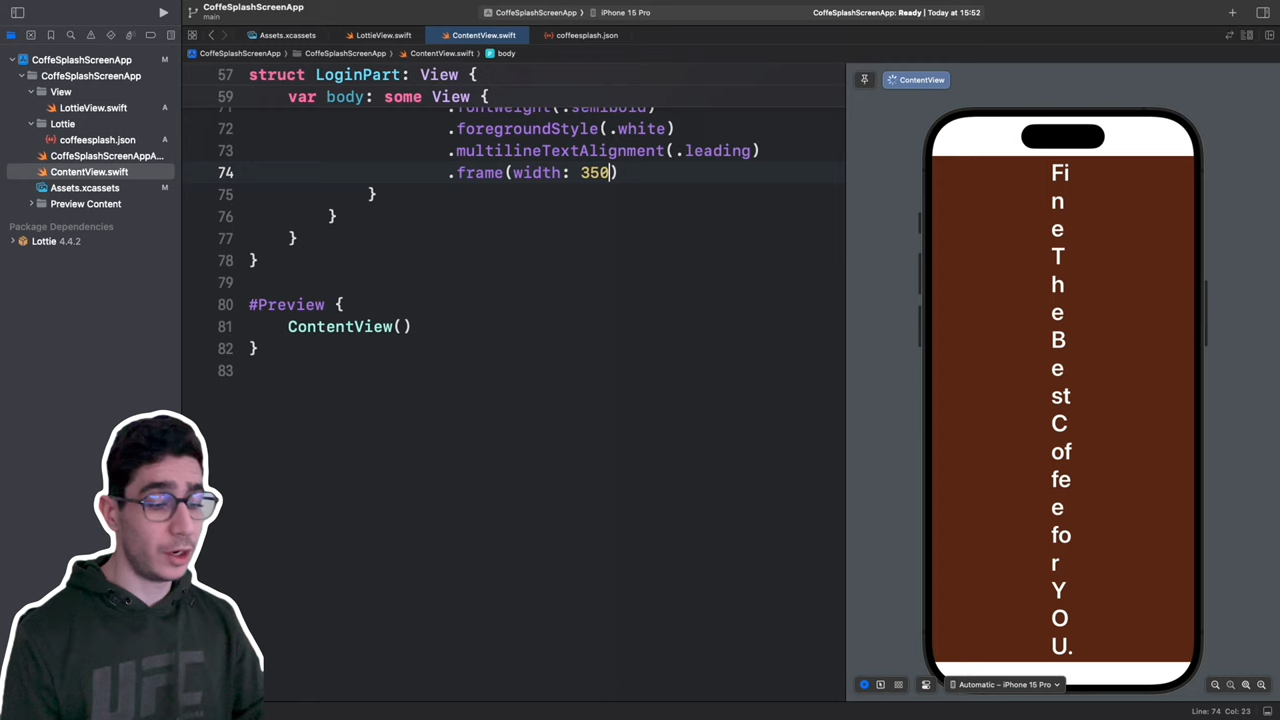 CoffeSplashScreenApp
main
CoffeSplashScreenApp
iPhone 15 Pro
CoffeSplashScreenApp: Ready | Today at 15:52
Assets.xcassets
LottieView.swift
ContentView.swift
coffeesplash.json
CoffeSplashScreenApp
CoffeSplashScreenApp
ContentView.swift
body
CoffeSplashScreenApp
CoffeSplashScreenApp
View
LottieView.swift A
Lottie
coffeesplash.json A
CoffeSplashScreenAppA... 
ContentView.swift
Assets.xcassets
Preview Content
Package Dependencies
Lottie 4.4.2
57 struct LoginPart: View {
59 var body: some View {
71 .fontWeight(.semibold)
72 .foregroundStyle(.white)
73 .multilineTextAlignment(.leading)
74 .frame(width: 350)
75 }
76 }
77 }
78 }
79
80 #Preview {
81 ContentView()
82 }
83
ContentView
Fi
n
e
T
h
e
B
e
st
C
of
fe
e
fo
r
Y
O
U.
Automatic – iPhone 15 Pro
UFC
Line: 74 Col: 23